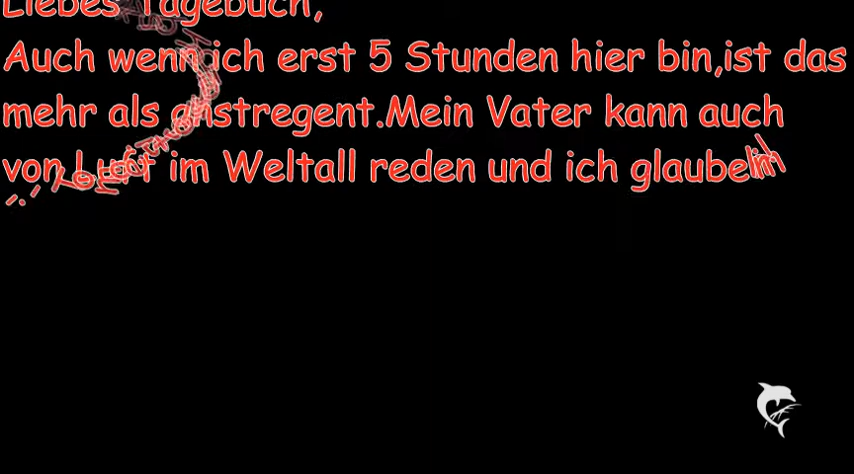 Liebes Tagebuch,
Auch wenn ich erst 5 Stunden hier bin,ist das
mehr als anstregent.Mein Vater kann auch
von Luft im Weltall reden und ich glaube